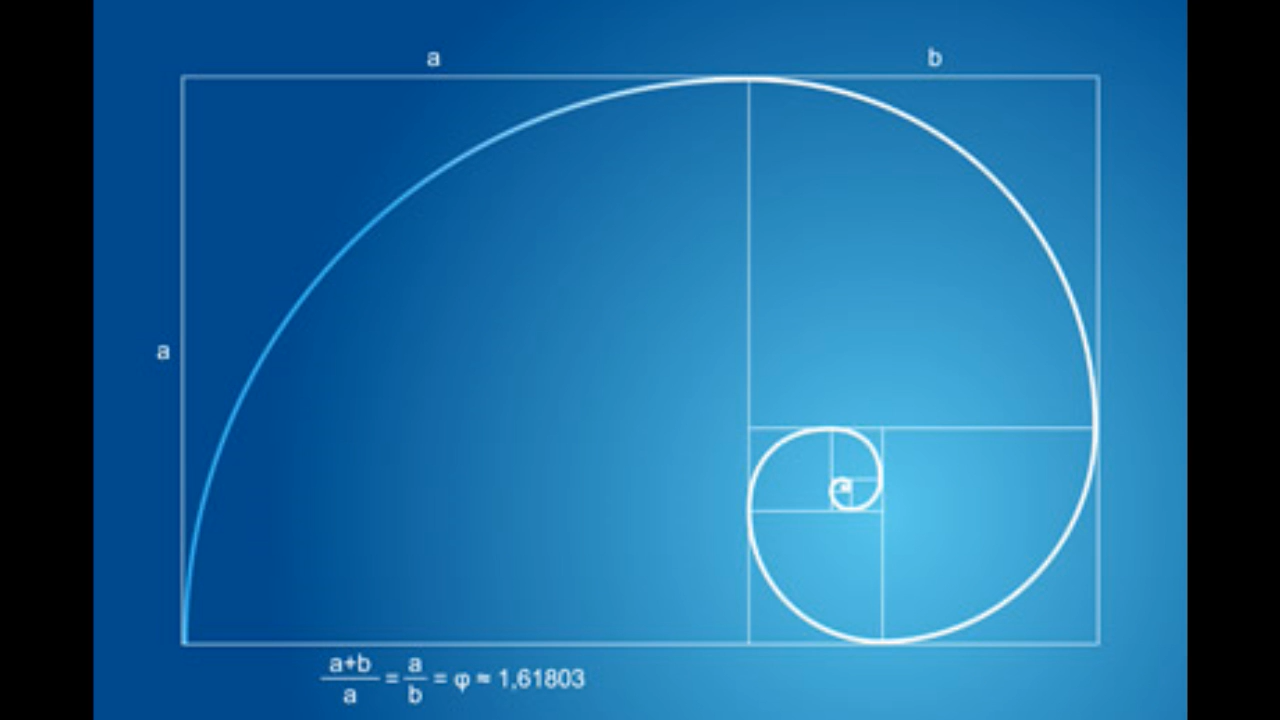 a b
a
a+b
a = a
b = φ ≈ 1,61803